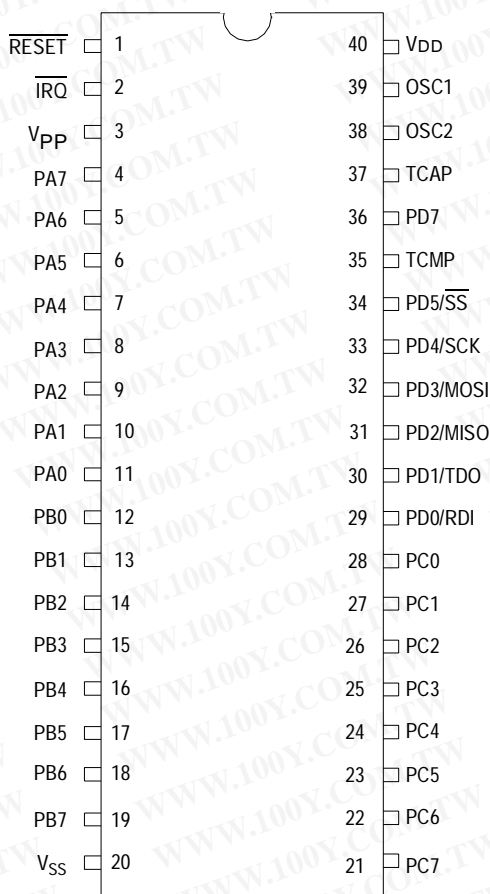 RESET 1 40 VDD
IRQ 2 39 OSC1
VPP 3 38 OSC2
PA7 4 37 TCAP
PA6 5 36 PD7
PA5 6 35 TCMP
PA4 7 34 PD5/SS
PA3 8 33 PD4/SCK
PA2 9 32 PD3/MOSI
PA1 10 31 PD2/MISO
PA0 11 30 PD1/TDO
PB0 12 29 PD0/RDI
PB1 13 28 PC0
PB2 14 27 PC1
PB3 15 26 PC2
PB4 16 25 PC3
PB5 17 24 PC4
PB6 18 23 PC5
PB7 19 22 PC6
VSS 20 21 PC7
WWW.100Y.COM.TW